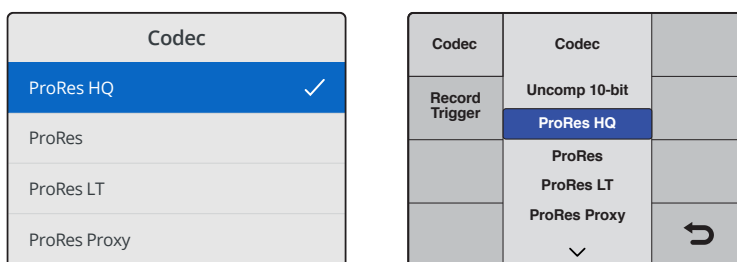 Codec
ProRes HQ
ProRes
ProRes LT
ProRes Proxy
Codec
Record
Trigger
Codec
Uncomp 10-bit
ProRes HQ
ProRes
ProRes LT
ProRes Proxy